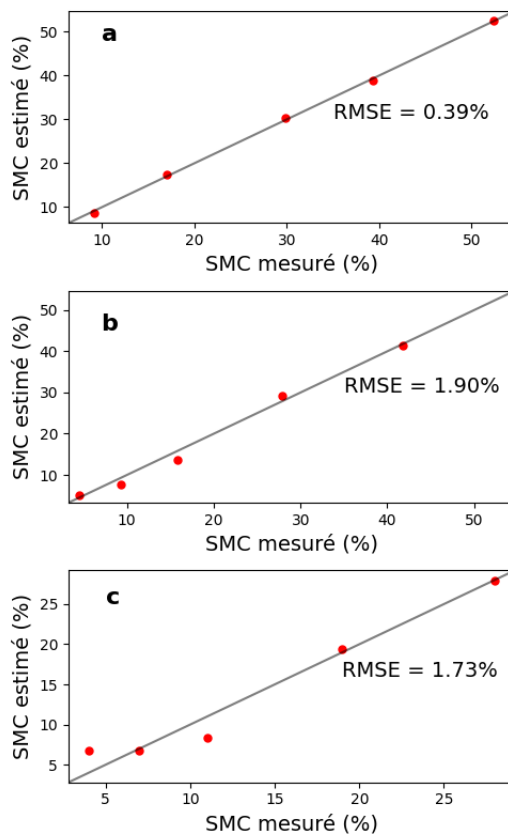 a
50
40
30
20
10
SMC estimé (%)
RMSE = 0.39%
10 20 30 40 50
SMC mesuré (%)
b
50
40
30
20
10
SMC estimé (%)
RMSE = 1.90%
10 20 30 40 50
SMC mesuré (%)
c
25
20
15
10
5
SMC estimé (%)
RMSE = 1.73%
5 10 15 20 25
SMC mesuré (%)